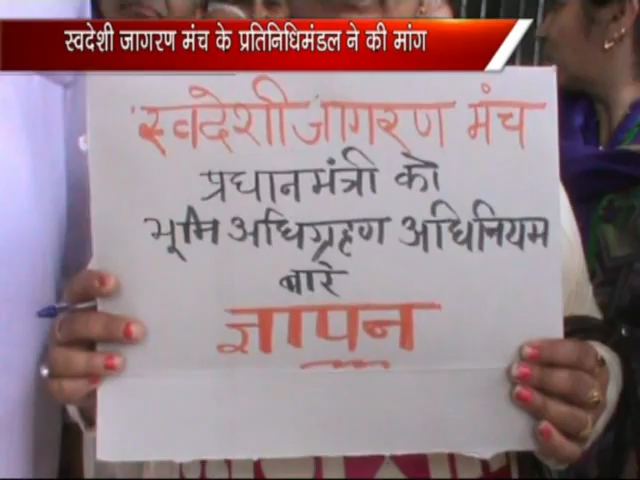 स्वदेशी जागरण मंच के प्रतिनिधिमंडल ने की मांग
स्वदेशी जागरण मंच
प्रधानमंत्री को
भूमि अधिग्रहण अधिनियम
बारे
ज्ञापन